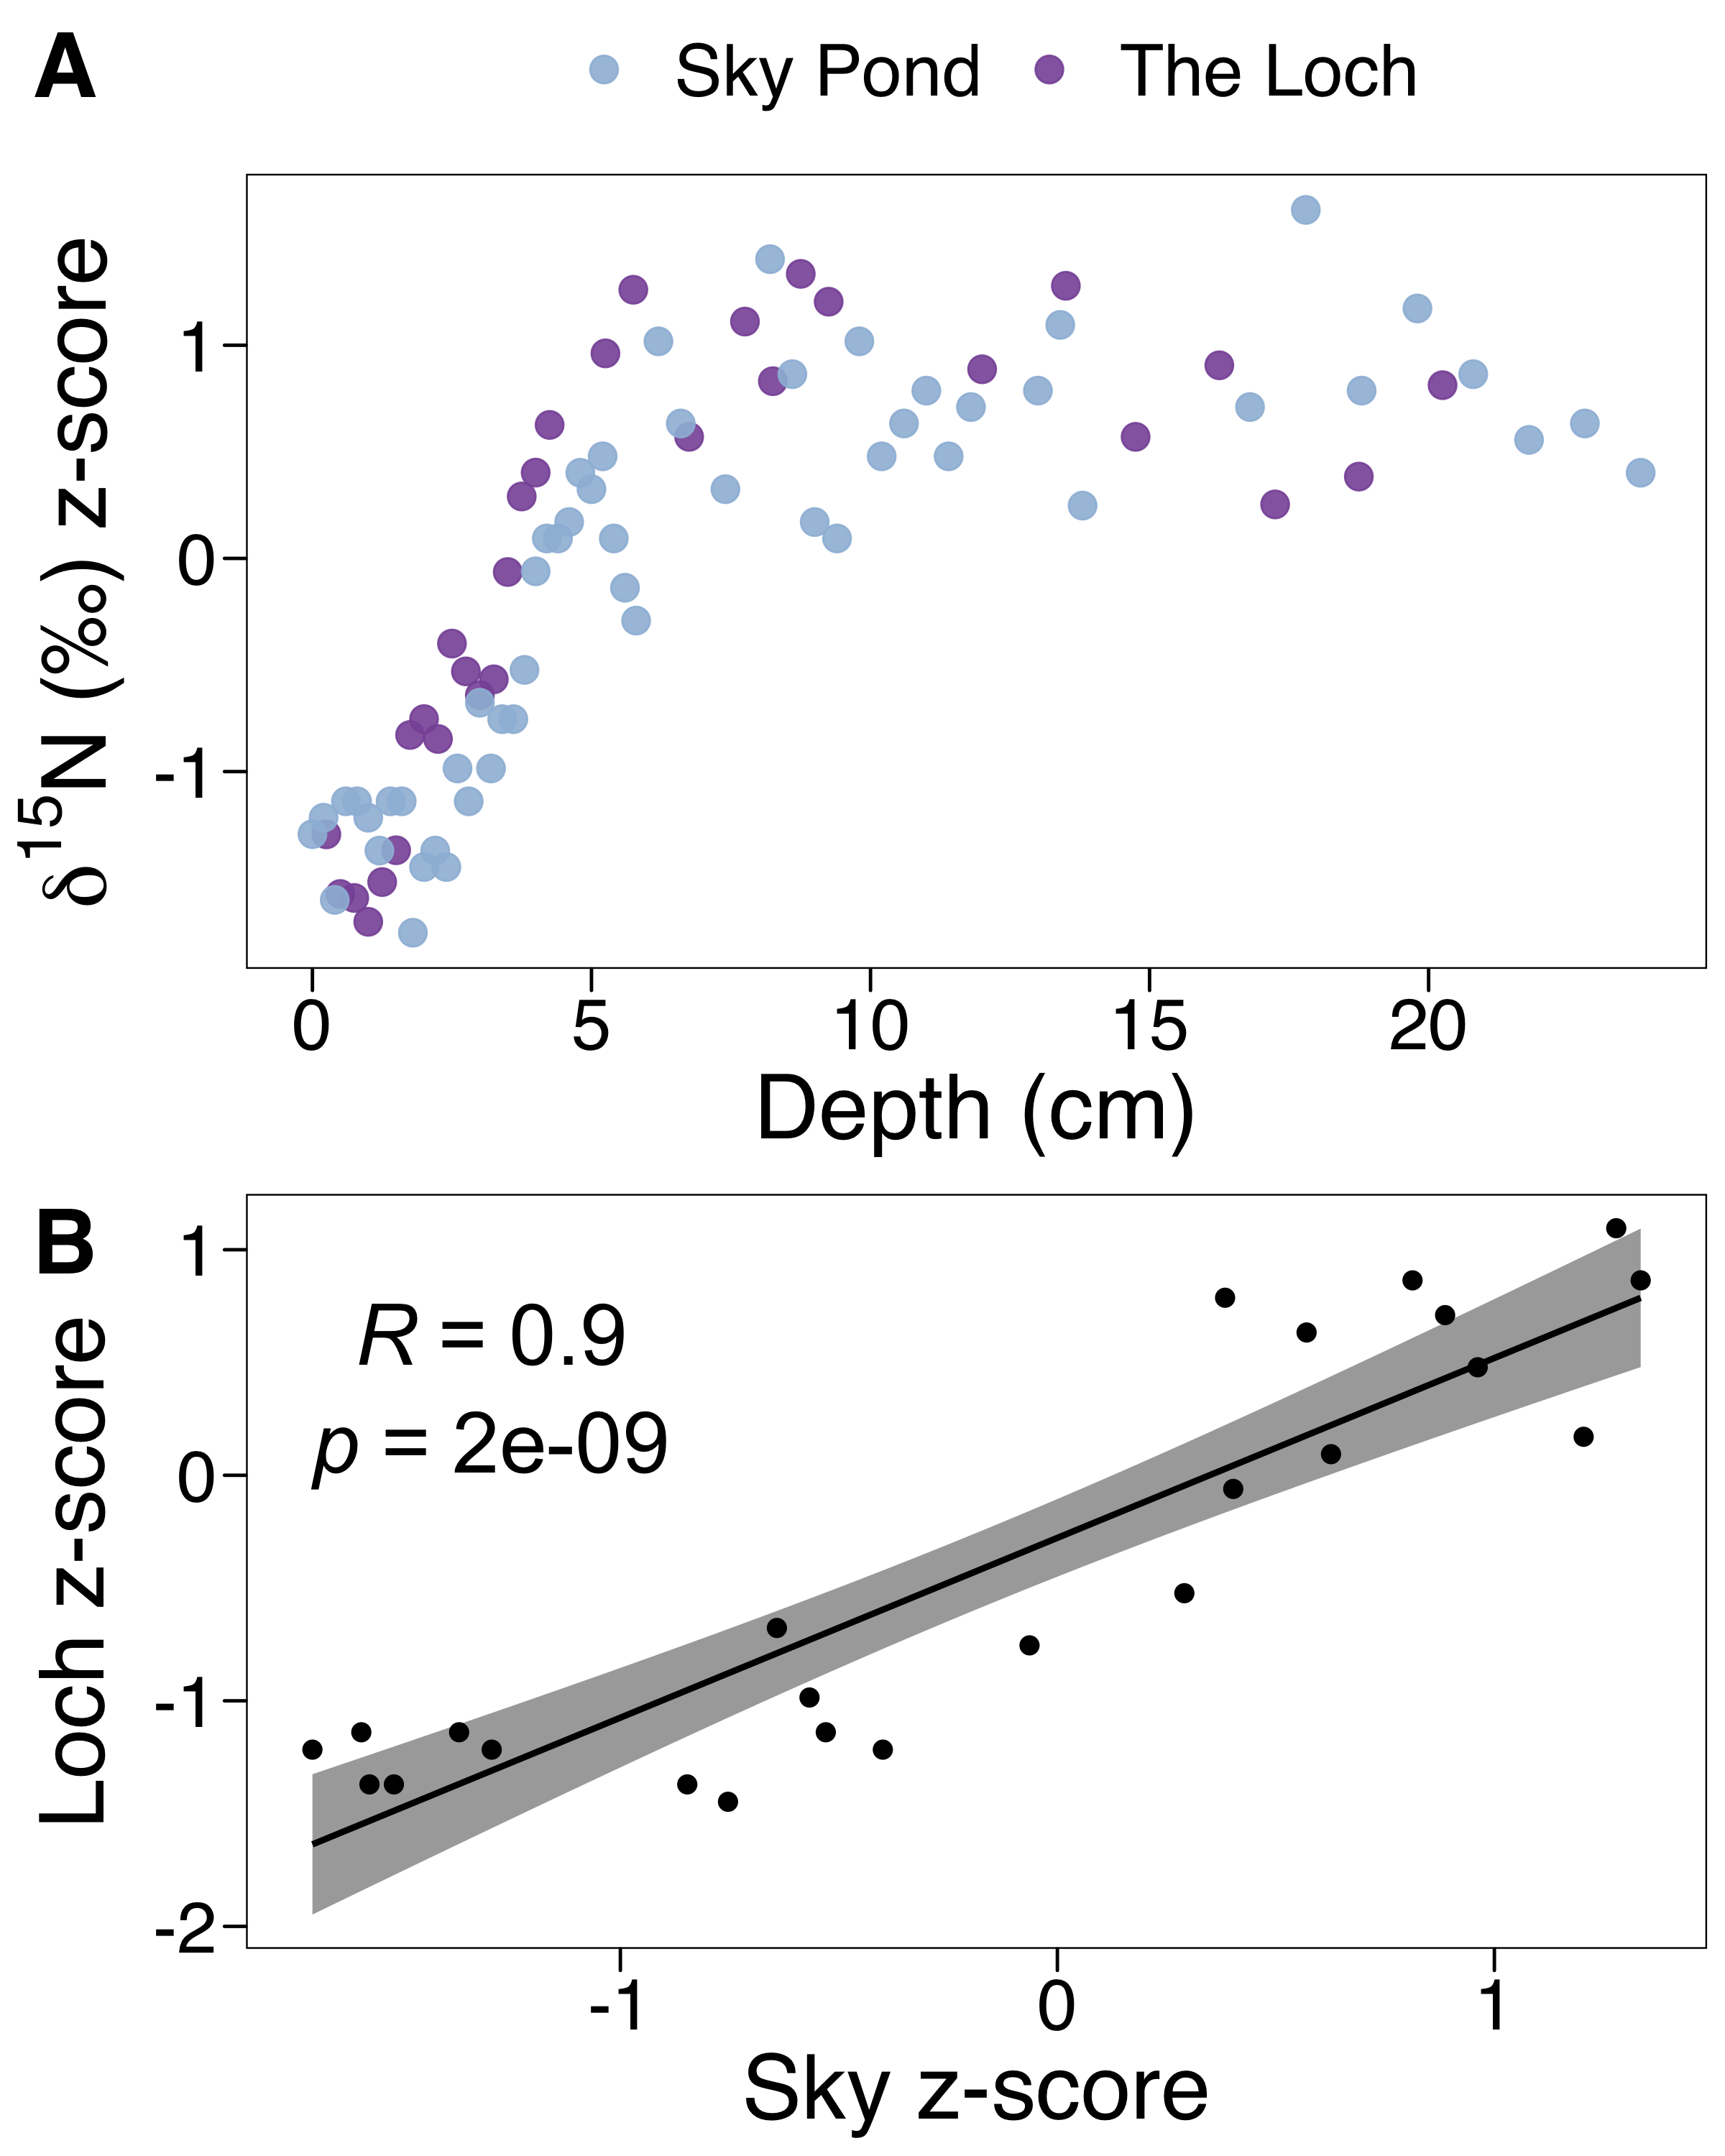 A
Sky Pond The Loch
δ¹⁵N (‰) z-score
1
0
-1
0 5 10 15 20
Depth (cm)
B
Loch z-score
1
0
-1
-2
R = 0.9
p = 2e-09
-1 0 1
Sky z-score